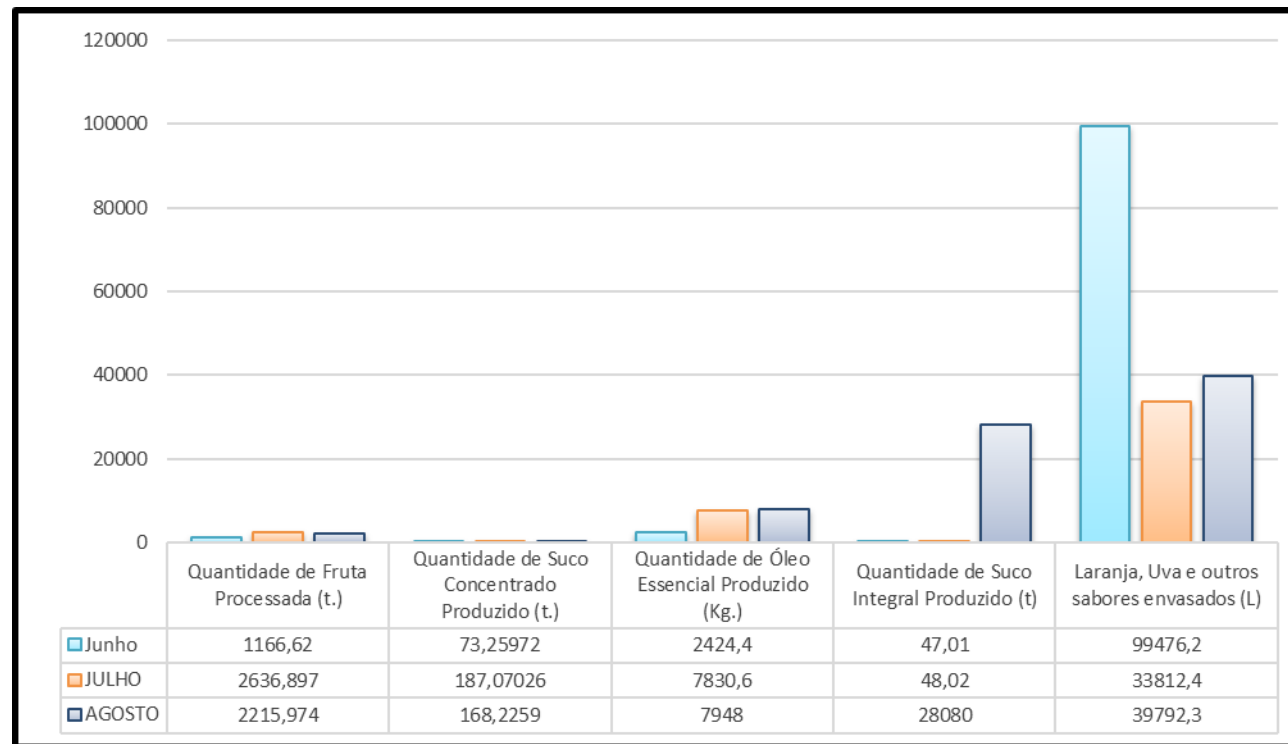 120000
100000
80000
60000
40000
20000
0
Quantidade de Fruta
Processada (t.)
Quantidade de Suco
Concentrado
Produzido (t.)
Quantidade de Óleo
Essencial Produzido
(Kg.)
Quantidade de Suco
Integral Produzido (t)
Laranja, Uva e outros
sabores envasados (L)
Junho 1166,62 73,25972 2424,4 47,01 99476,2
JULHO 2636,897 187,07026 7830,6 48,02 33812,4
AGOSTO 2215,974 168,2259 7948 28080 39792,3